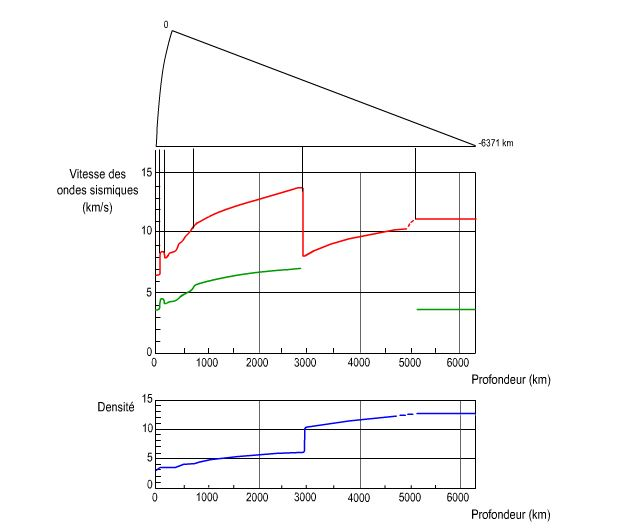 0
-6371 km
Vitesse des
ondes sismiques
(km/s)
15
10
5
0
0 1000 2000 3000 4000 5000 6000
Profondeur (km)
Densité
15
10
5
0
0 1000 2000 3000 4000 5000 6000
Profondeur (km)